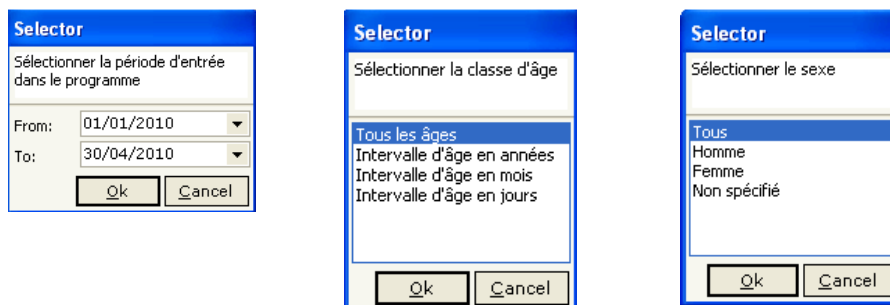 Selector
Sélectionner la période d'entrée
dans le programme
From: 01/01/2010
To: 30/04/2010
Ok Cancel
Selector
Sélectionner la classe d'âge
Tous les âges
Intervalle d'âge en années
Intervalle d'âge en mois
Intervalle d'âge en jours
Ok Cancel
Selector
Sélectionner le sexe
Tous
Homme
Femme
Non spécifié
Ok Cancel